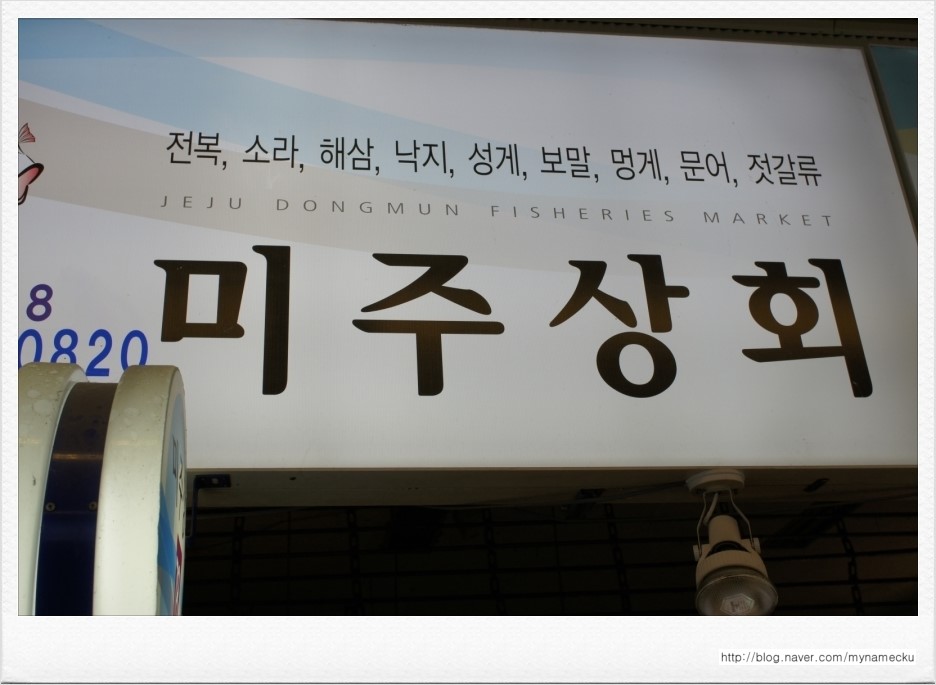 전복, 소라, 해삼, 낙지, 성게, 보말, 멍게, 문어, 젓갈류
JEJU DONGMUN FISHERIES MARKET
미주상회
8
0820
http://blog.naver.com/mynamecku